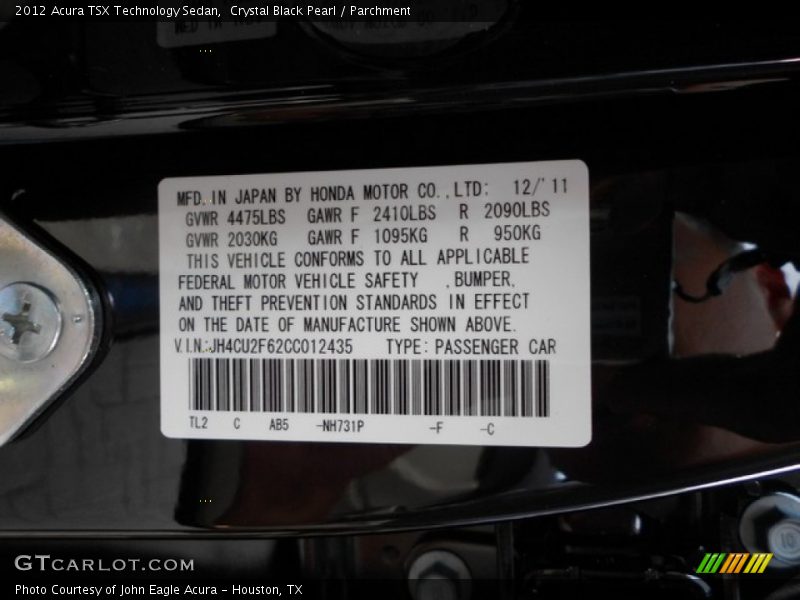 2012 Acura TSX Technology Sedan, Crystal Black Pearl / Parchment
MFD. IN JAPAN BY HONDA MOTOR CO., LTD: 12/'11
GVWR 4475LBS GAWR F 2410LBS R 2090LBS
GVWR 2030KG GAWR F 1095KG R 950KG
THIS VEHICLE CONFORMS TO ALL APPLICABLE
FEDERAL MOTOR VEHICLE SAFETY , BUMPER,
AND THEFT PREVENTION STANDARDS IN EFFECT
ON THE DATE OF MANUFACTURE SHOWN ABOVE.
V.I.N.:JH4CU2F62CC012435 TYPE: PASSENGER CAR
TL2 C AB5 -NH731P -F -C
GTCARLOT.COM
Photo Courtesy of John Eagle Acura - Houston, TX